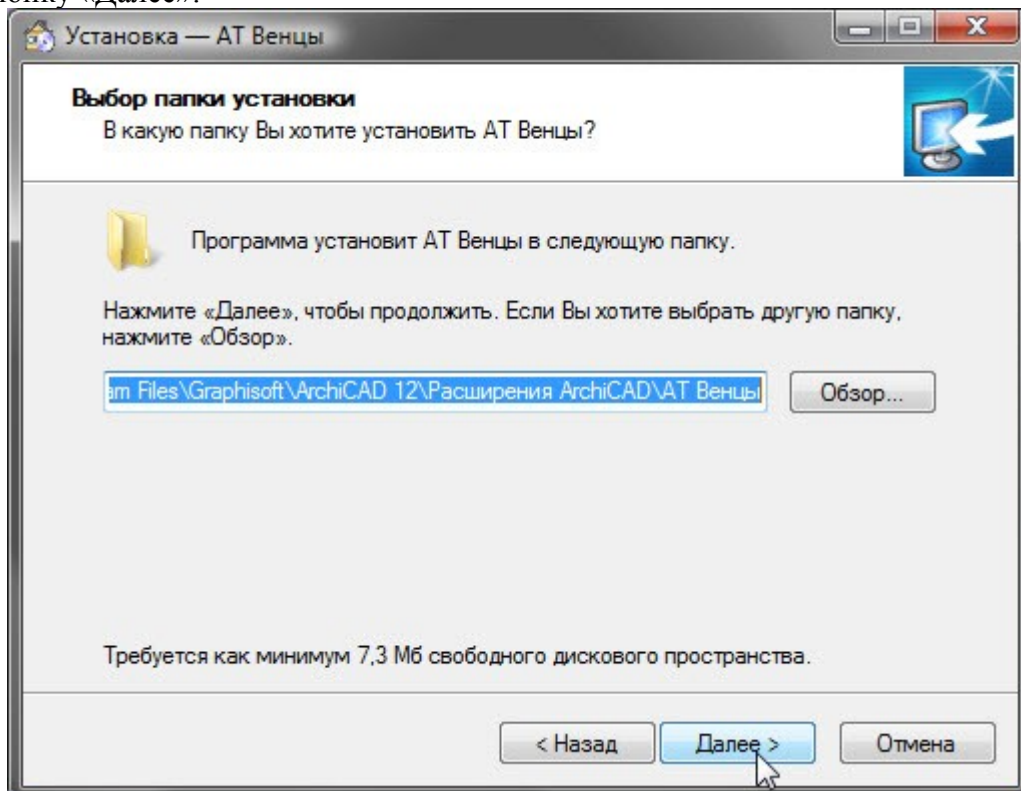 «Далее».
Установка — АТ Венцы
Выбор папки установки
В какую папку Вы хотите установить АТ Венцы?
Программа установит АТ Венцы в следующую папку.
Нажмите «Далее», чтобы продолжить. Если Вы хотите выбрать другую папку,
нажмите «Обзор».
am Files\Graphisoft\ArchiCAD 12\Расширения ArchiCAD\АТ Венцы
Обзор...
Требуется как минимум 7,3 Мб свободного дискового пространства.
< Назад
Далее >
Отмена